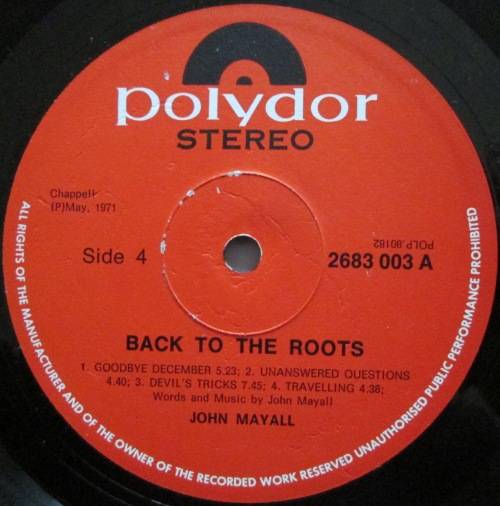 polydor
STEREO
Chappell
(P)May, 1971
Side 4
POLP.80182
2683 003 A
BACK TO THE ROOTS
1. GOODBYE DECEMBER 5.23; 2. UNANSWERED QUESTIONS
4.40; 3. DEVIL'S TRICKS 7.45; 4. TRAVELLING 4.38;
Words and Music by John Mayall
JOHN MAYALL
ALL RIGHTS OF THE MANUFACTURER AND OF THE OWNER OF THE RECORDED WORK RESERVED UNAUTHORISED PUBLIC PERFORMANCE PROHIBITED